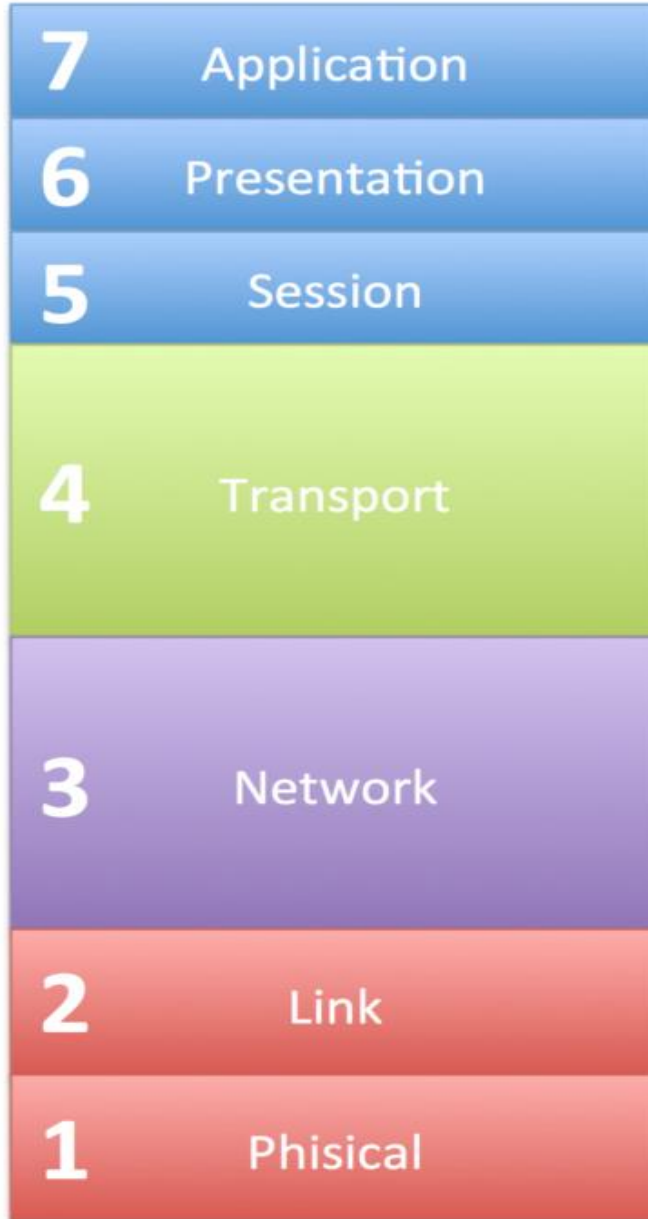 7 Application
6 Presentation
5 Session
4 Transport
3 Network
2 Link
1 Phisical